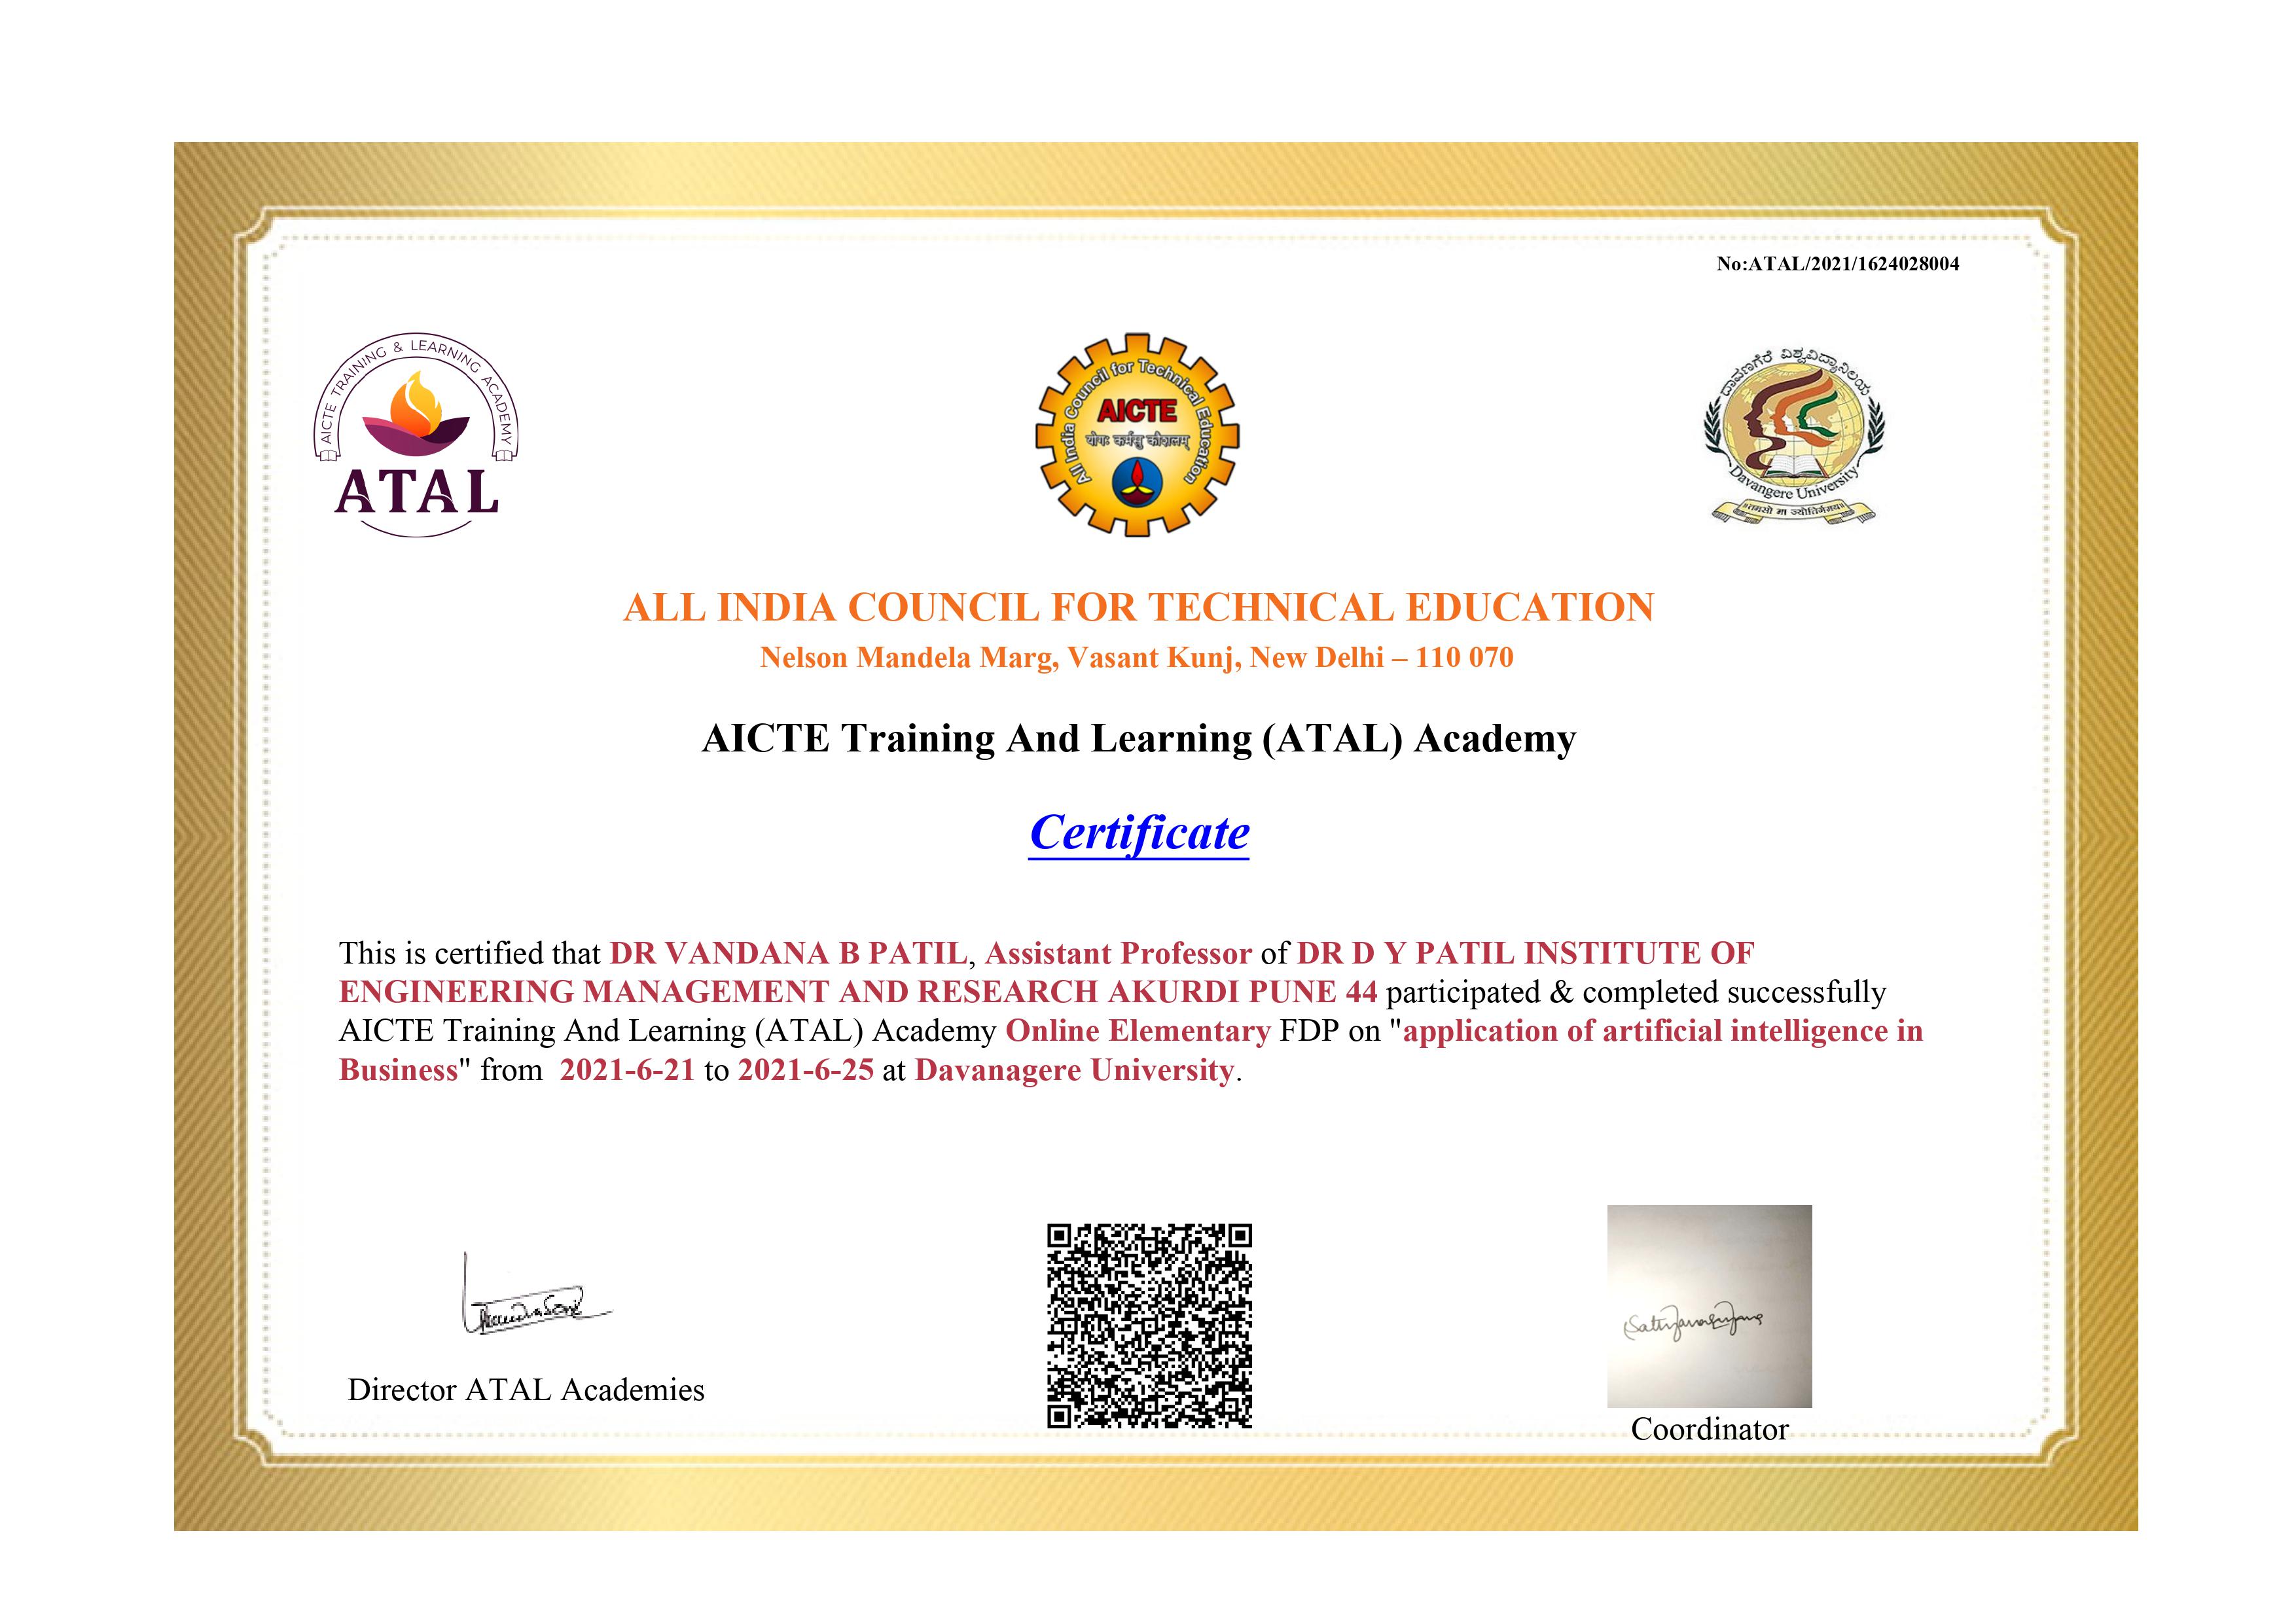 No:ATAL/2021/1624028004
AICTE TRAINING & LEARNING ACADEMY
ATAL
All India Council for Technical Education
AICTE
योगः कर्मसु कौशलम्
ದಾವಣಗೆರೆ ವಿಶ್ವವಿದ್ಯಾನಿಲಯ
Davangere University
॥तमसो मा ज्योतिर्गमय॥
ALL INDIA COUNCIL FOR TECHNICAL EDUCATION
Nelson Mandela Marg, Vasant Kunj, New Delhi – 110 070
AICTE Training And Learning (ATAL) Academy
Certificate
This is certified that DR VANDANA B PATIL, Assistant Professor of DR D Y PATIL INSTITUTE OF
ENGINEERING MANAGEMENT AND RESEARCH AKURDI PUNE 44 participated & completed successfully
AICTE Training And Learning (ATAL) Academy Online Elementary FDP on "application of artificial intelligence in
Business" from 2021-6-21 to 2021-6-25 at Davanagere University.
Director ATAL Academies
Coordinator